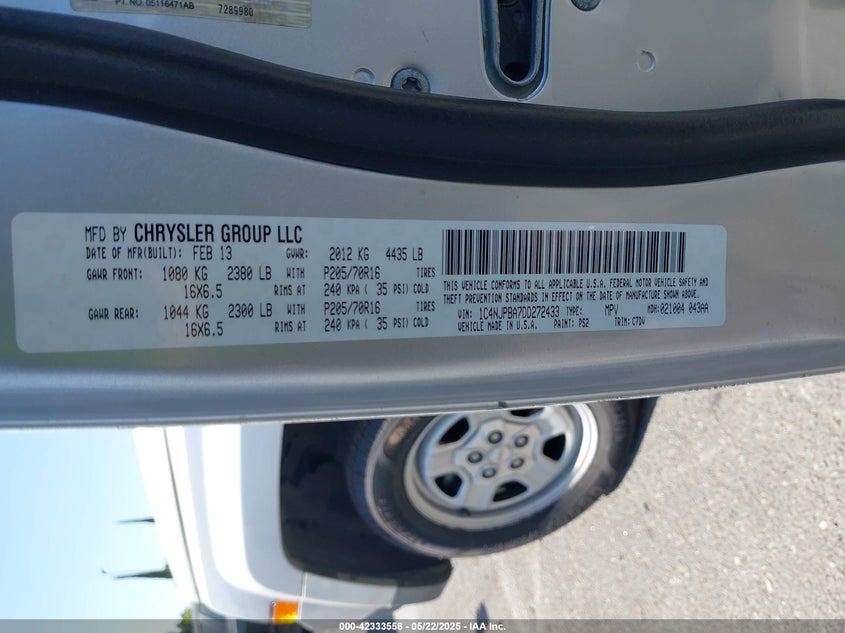 PT. NO. 05116471AB 7289980
MFD BY CHRYSLER GROUP LLC
DATE OF MFR(BUILT): FEB 13 GVWR: 2012 KG 4435 LB
GAWR FRONT: 1080 KG 2380 LB WITH P205/70R16 TIRES
16X6.5 RIMS AT 240 KPA ( 35 PSI) COLD
GAWR REAR: 1044 KG 2300 LB WITH P205/70R16 TIRES
16X6.5 RIMS AT 240 KPA ( 35 PSI) COLD
THIS VEHICLE CONFORMS TO ALL APPLICABLE U.S.A. FEDERAL MOTOR VEHICLE SAFETY AND
THEFT PREVENTION STANDARDS IN EFFECT ON THE DATE OF MANUFACTURE SHOWN ABOVE.
VIN: 1C4NJPBA7DD272433 TYPE: MPV MDH:021004 043AA
VEHICLE MADE IN U.S.A. PAINT: PS2 TRIM: C7DV
000-42333558 - 05/22/2025 - IAA Inc.